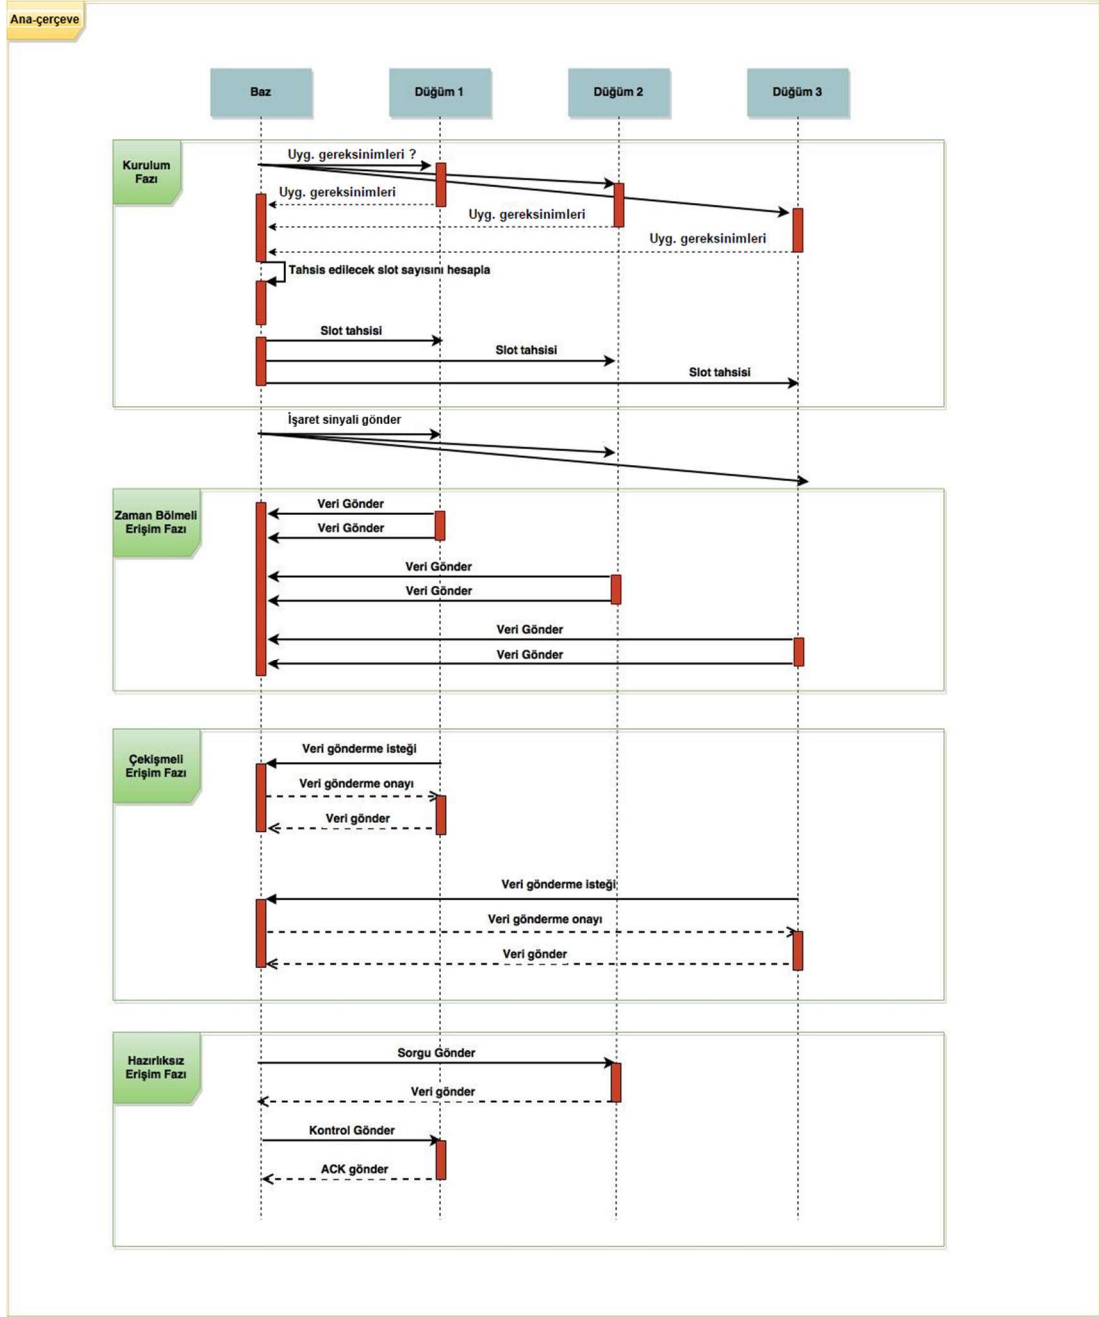 Ana-çerçeve
Baz
Düğüm 1
Düğüm 2
Düğüm 3
Kurulum
Fazı
Uyg. gereksinimleri ?
Uyg. gereksinimleri
Uyg. gereksinimleri
Uyg. gereksinimleri
Tahsis edilecek slot sayısını hesapla
Slot tahsisi
Slot tahsisi
Slot tahsisi
İşaret sinyali gönder
Zaman Bölmeli
Erişim Fazı
Veri Gönder
Veri Gönder
Veri Gönder
Veri Gönder
Veri Gönder
Veri Gönder
Çekişmeli
Erişim Fazı
Veri gönderme isteği
Veri gönderme onayı
Veri gönder
Veri gönderme isteği
Veri gönderme onayı
Veri gönder
Hazırlıksız
Erişim Fazı
Sorgu Gönder
Veri gönder
Kontrol Gönder
ACK gönder